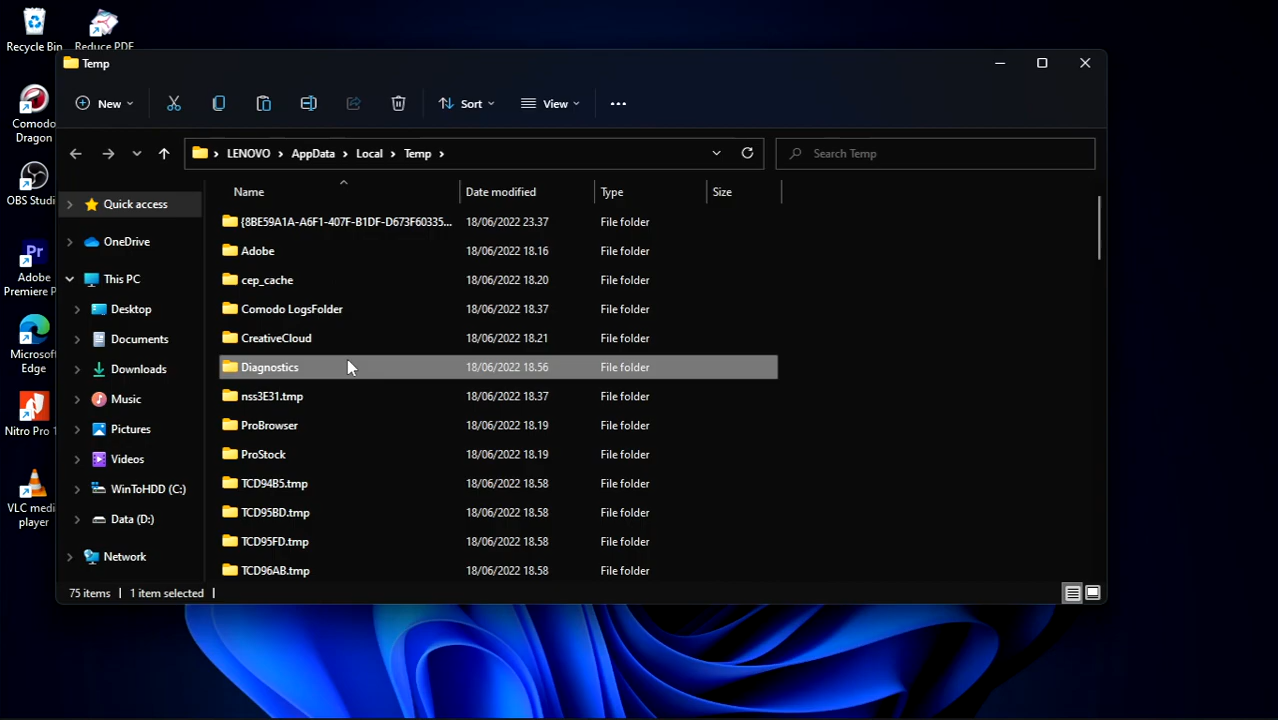 Recycle Bin
Reduce PDF
Comodo
Dragon
OBS Studi
Adobe
Premiere P
Microsof
Edge
Nitro Pro 1
VLC medi
player
Temp
New
Sort
View
LENOVO > AppData > Local > Temp >
Search Temp
Quick access
OneDrive
This PC
Desktop
Documents
Downloads
Music
Pictures
Videos
WinToHDD (C:)
Data (D:)
Network
Name Date modified Type Size
{8BE59A1A-A6F1-407F-B1DF-D673F60335... 18/06/2022 23.37 File folder
Adobe 18/06/2022 18.16 File folder
cep_cache 18/06/2022 18.20 File folder
Comodo LogsFolder 18/06/2022 18.37 File folder
CreativeCloud 18/06/2022 18.21 File folder
Diagnostics 18/06/2022 18.56 File folder
nss3E31.tmp 18/06/2022 18.37 File folder
ProBrowser 18/06/2022 18.19 File folder
ProStock 18/06/2022 18.19 File folder
TCD94B5.tmp 18/06/2022 18.58 File folder
TCD95BD.tmp 18/06/2022 18.58 File folder
TCD95FD.tmp 18/06/2022 18.58 File folder
TCD96AB.tmp 18/06/2022 18.58 File folder
75 items | 1 item selected |